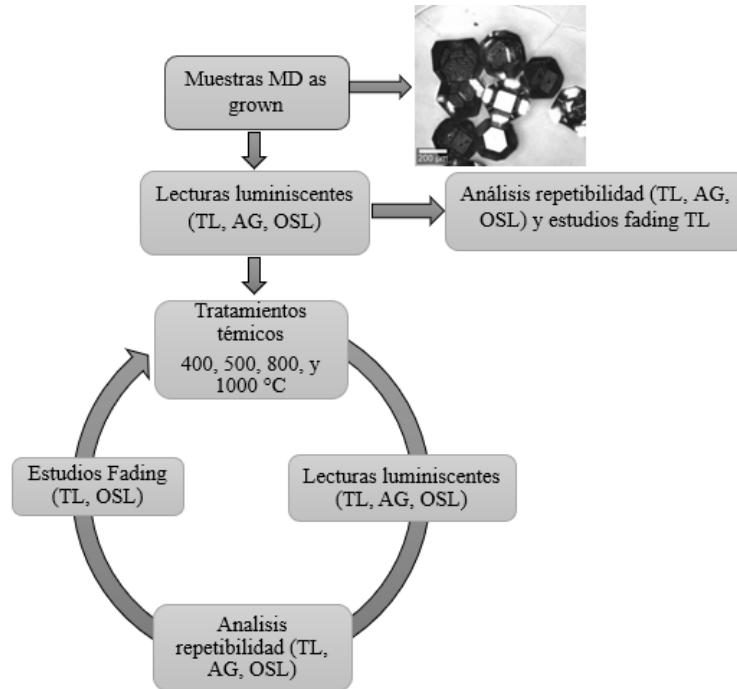 Muestras MD as
grown
200 µm
Lecturas luminiscentes
(TL, AG, OSL)
Análisis repetibilidad (TL, AG,
OSL) y estudios fading TL
Tratamientos
témicos
400, 500, 800, y
1000 °C
Estudios Fading
(TL, OSL)
Lecturas luminiscentes
(TL, AG, OSL)
Analisis
repetibilidad (TL,
AG, OSL)